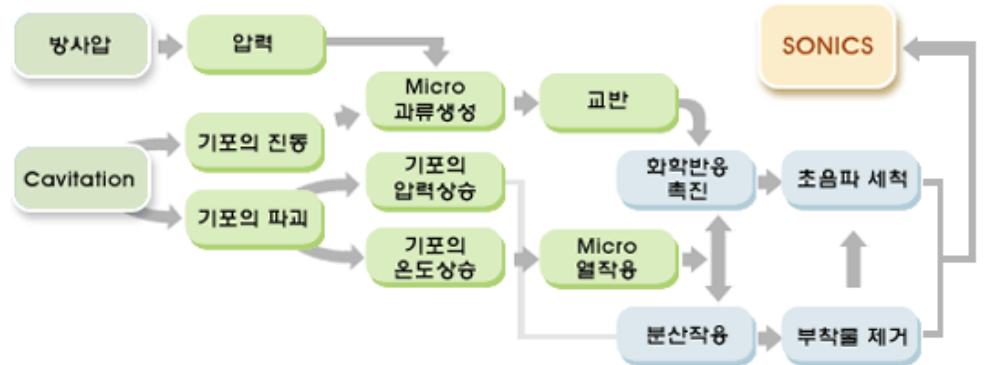 방사압
압력
SONICS
Micro
과류생성
교반
기포의 진동
Cavitation
기포의
압력상승
화학반응
촉진
초음파 세척
기포의 파괴
기포의
온도상승
Micro
열작용
분산작용
부착물 제거